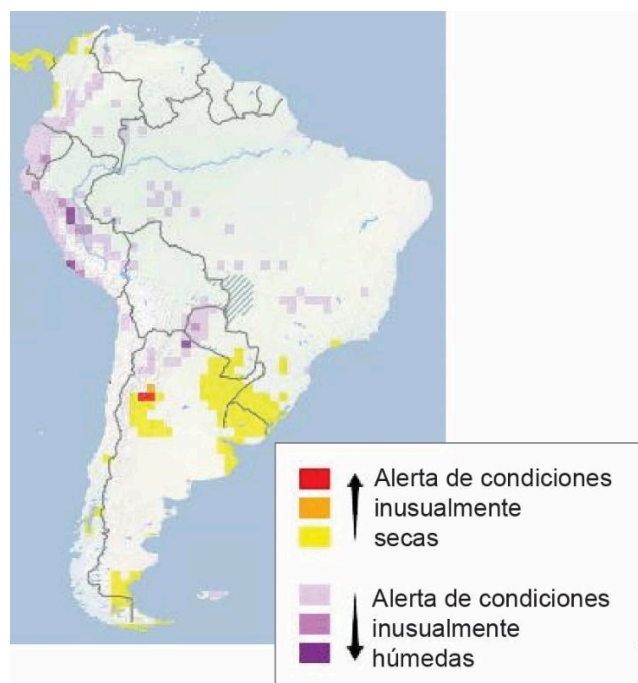 Alerta de condiciones
inusualmente
secas
Alerta de condiciones
inusualmente
húmedas